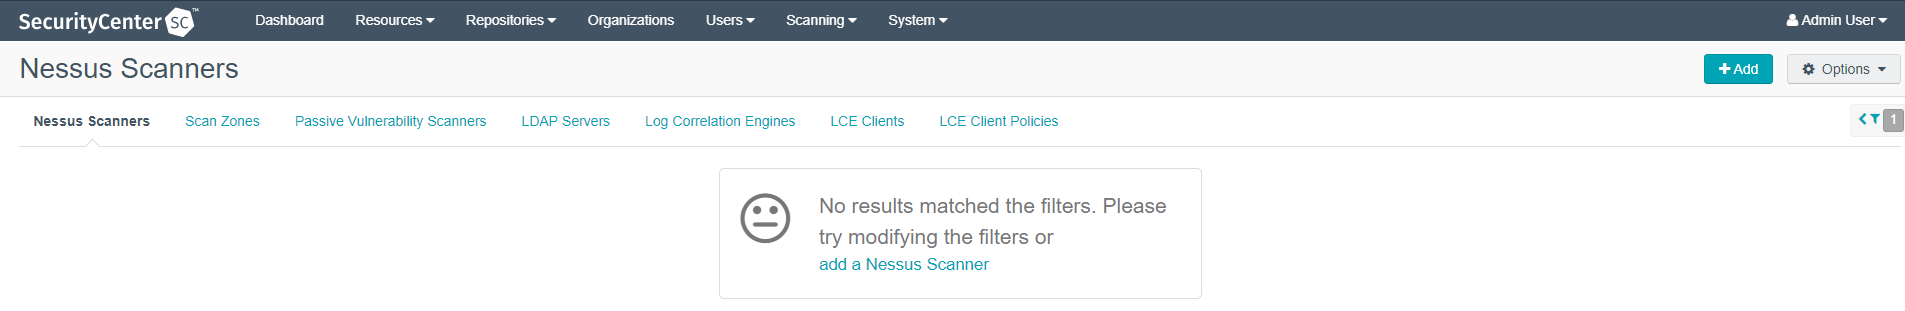 SecurityCenter SC™ Dashboard Resources Repositories Organizations Users Scanning System Admin User
Nessus Scanners Add Options
Nessus Scanners Scan Zones Passive Vulnerability Scanners LDAP Servers Log Correlation Engines LCE Clients LCE Client Policies 1
No results matched the filters. Please
try modifying the filters or
add a Nessus Scanner